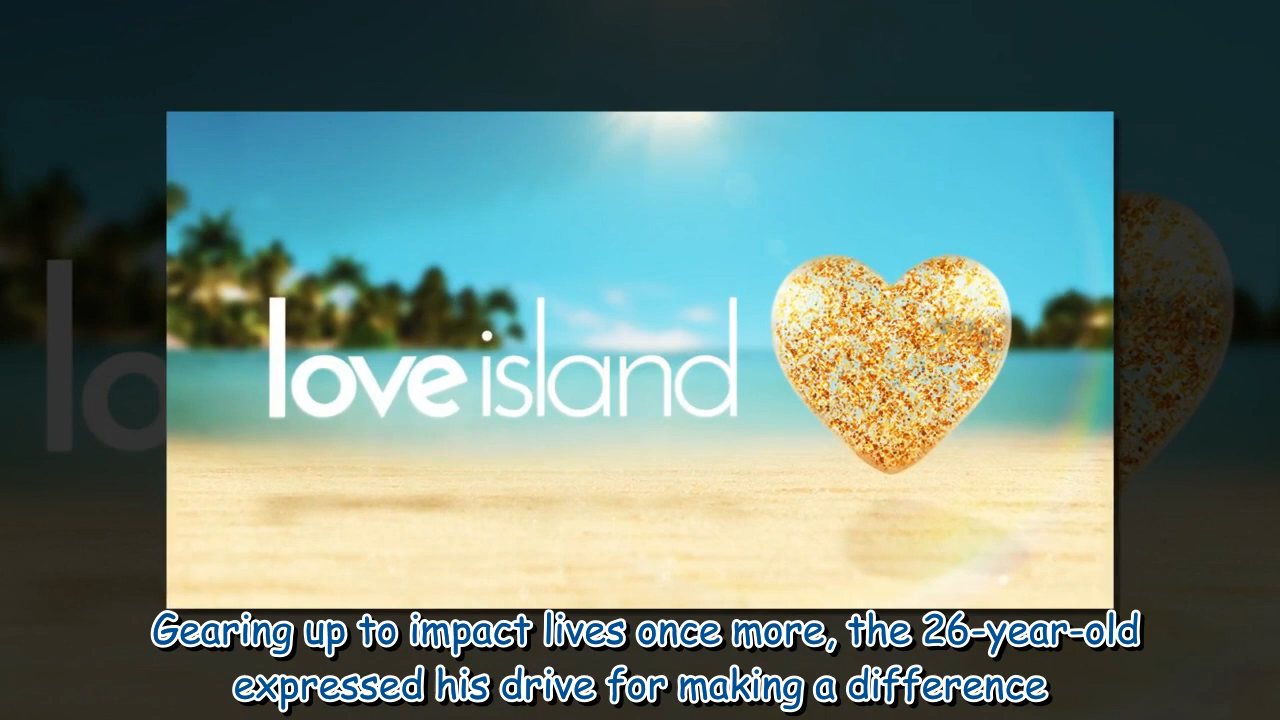 love island
Gearing up to impact lives once more, the 26-year-old
expressed his drive for making a difference